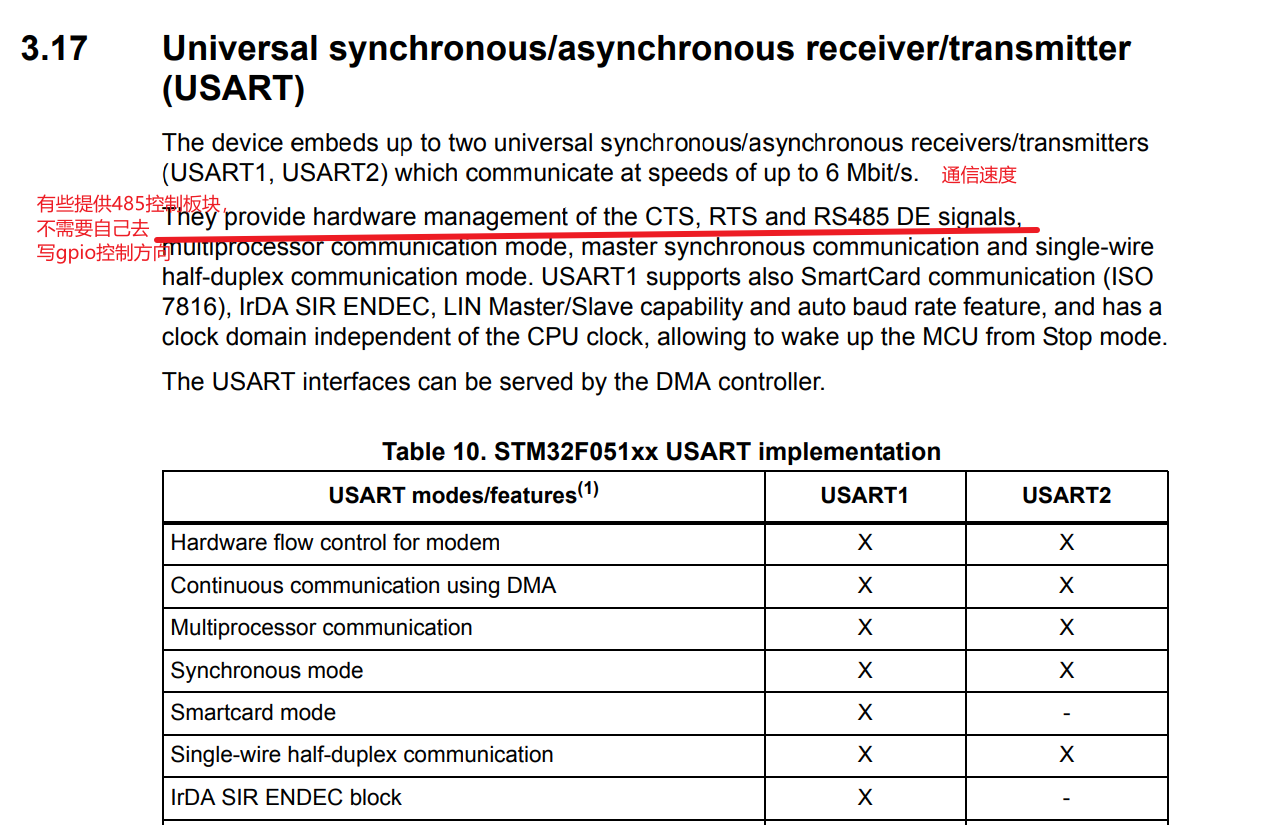 3.17 Universal synchronous/asynchronous receiver/transmitter
(USART)
The device embeds up to two universal synchronous/asynchronous receivers/transmitters
(USART1, USART2) which communicate at speeds of up to 6 Mbit/s. 通信速度
有些提供485控制板块,
不需要自己去
写gpio控制方向
They provide hardware management of the CTS, RTS and RS485 DE signals,
multiprocessor communication mode, master synchronous communication and single-wire
half-duplex communication mode. USART1 supports also SmartCard communication (ISO
7816), IrDA SIR ENDEC, LIN Master/Slave capability and auto baud rate feature, and has a
clock domain independent of the CPU clock, allowing to wake up the MCU from Stop mode.
The USART interfaces can be served by the DMA controller.
Table 10. STM32F051xx USART implementation
USART modes/features(1) USART1 USART2
Hardware flow control for modem X X
Continuous communication using DMA X X
Multiprocessor communication X X
Synchronous mode X X
Smartcard mode X -
Single-wire half-duplex communication X X
IrDA SIR ENDEC block X -